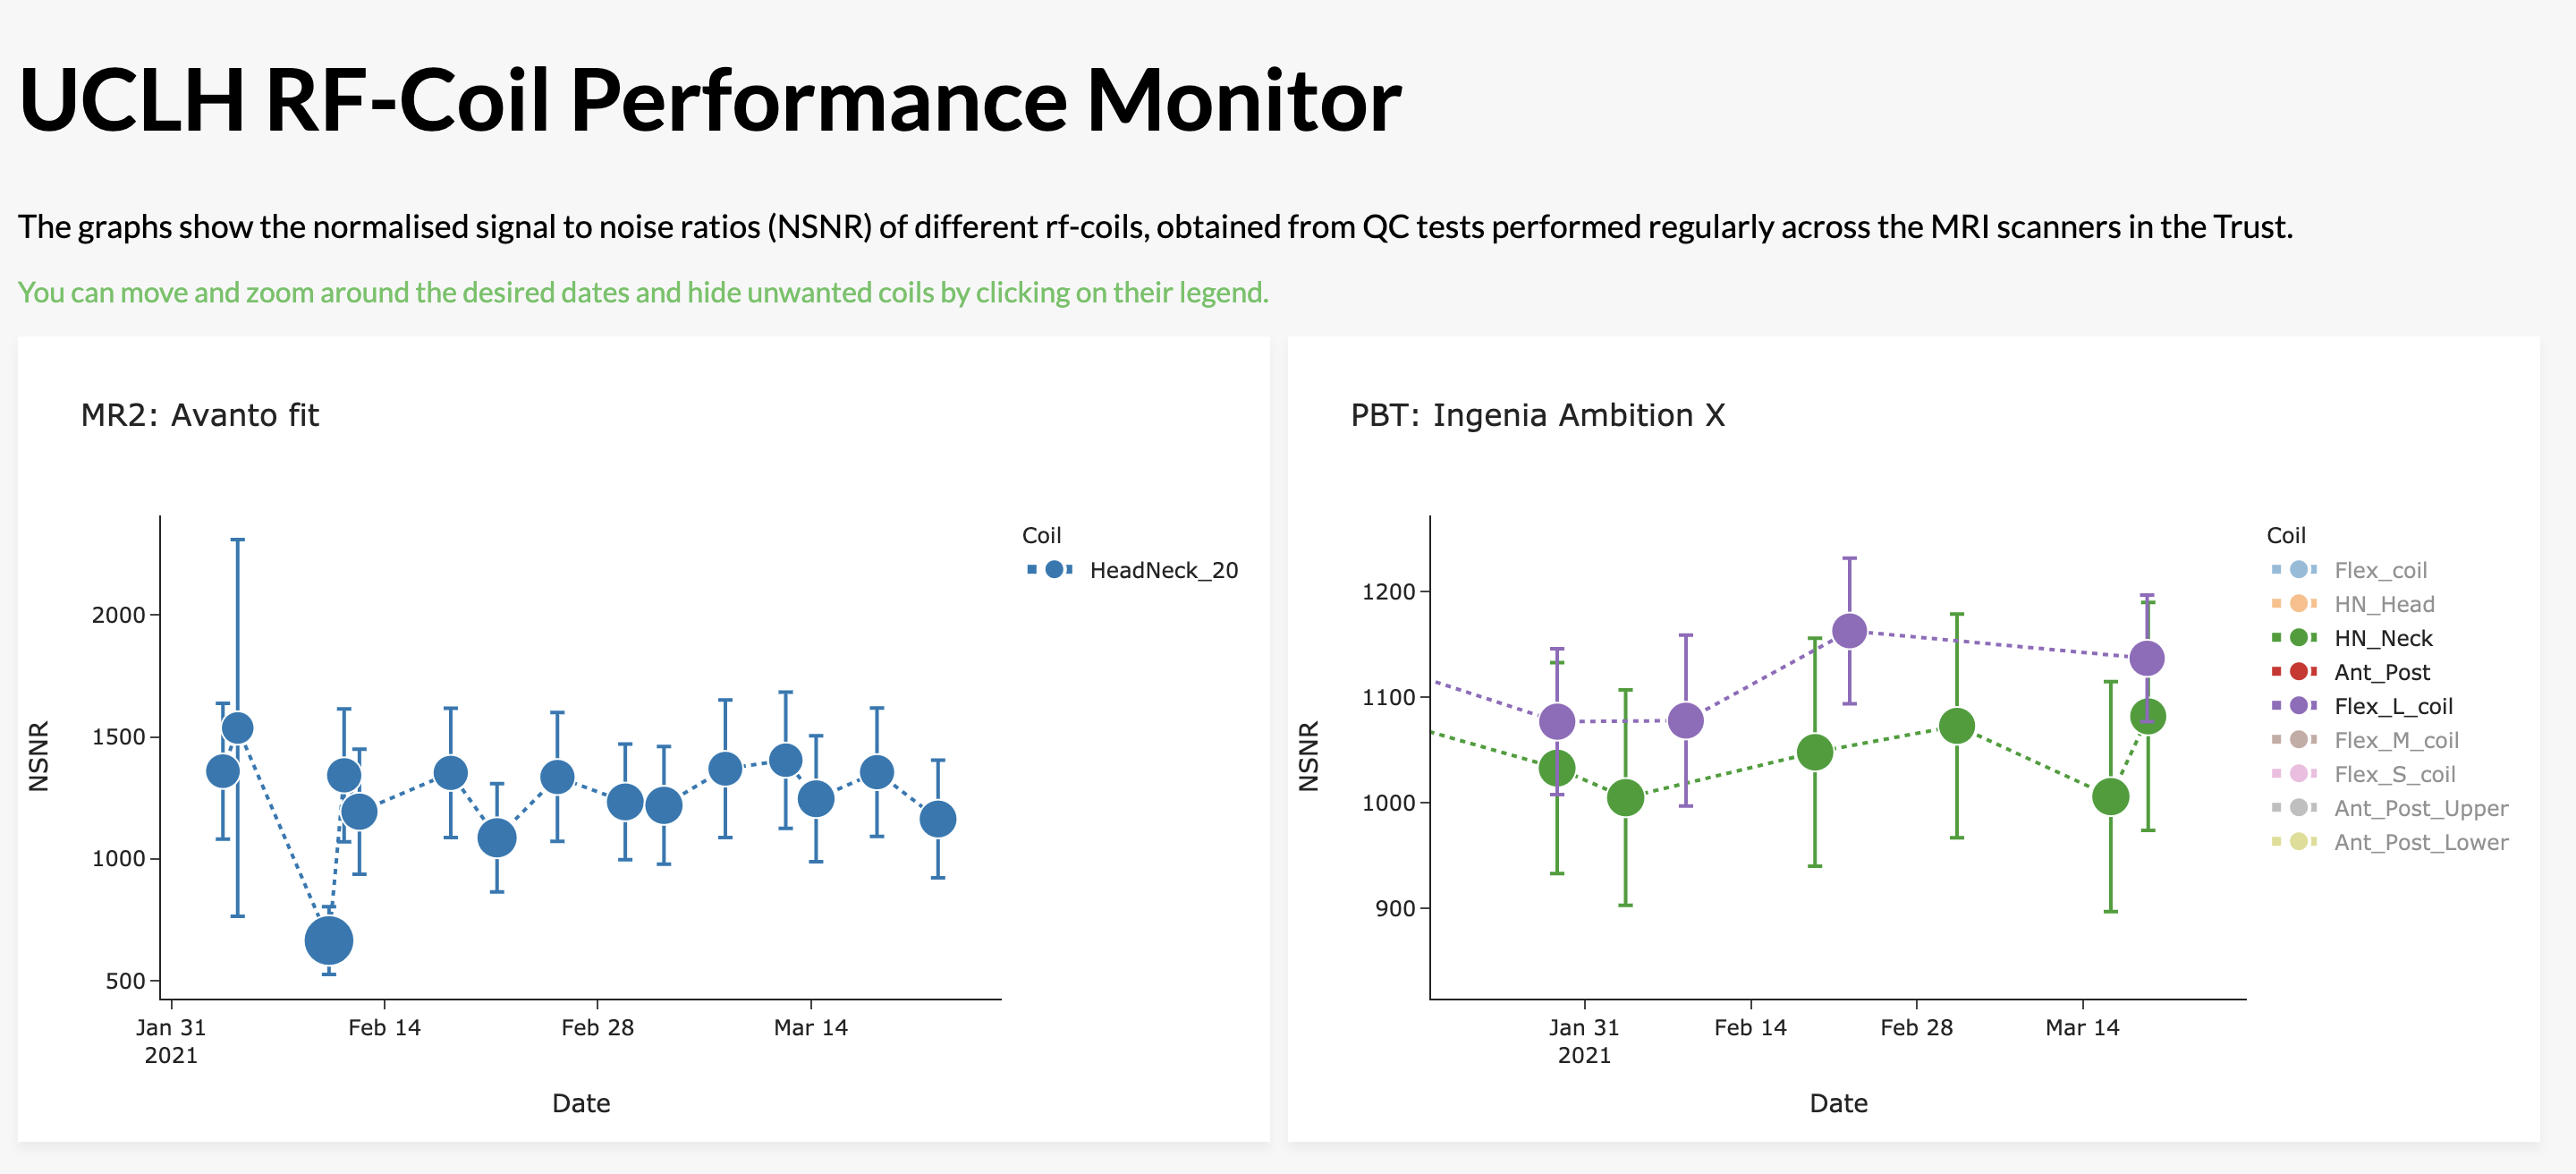 UCLH RF-Coil Performance Monitor
The graphs show the normalised signal to noise ratios (NSNR) of different rf-coils, obtained from QC tests performed regularly across the MRI scanners in the Trust.
You can move and zoom around the desired dates and hide unwanted coils by clicking on their legend.
MR2: Avanto fit
Coil
HeadNeck_20
NSNR
2000
1500
1000
500
Jan 31
2021
Feb 14
Feb 28
Mar 14
Date
PBT: Ingenia Ambition X
Coil
Flex_coil
HN_Head
HN_Neck
Ant_Post
Flex_L_coil
Flex_M_coil
Flex_S_coil
Ant_Post_Upper
Ant_Post_Lower
NSNR
1200
1100
1000
900
Jan 31
2021
Feb 14
Feb 28
Mar 14
Date